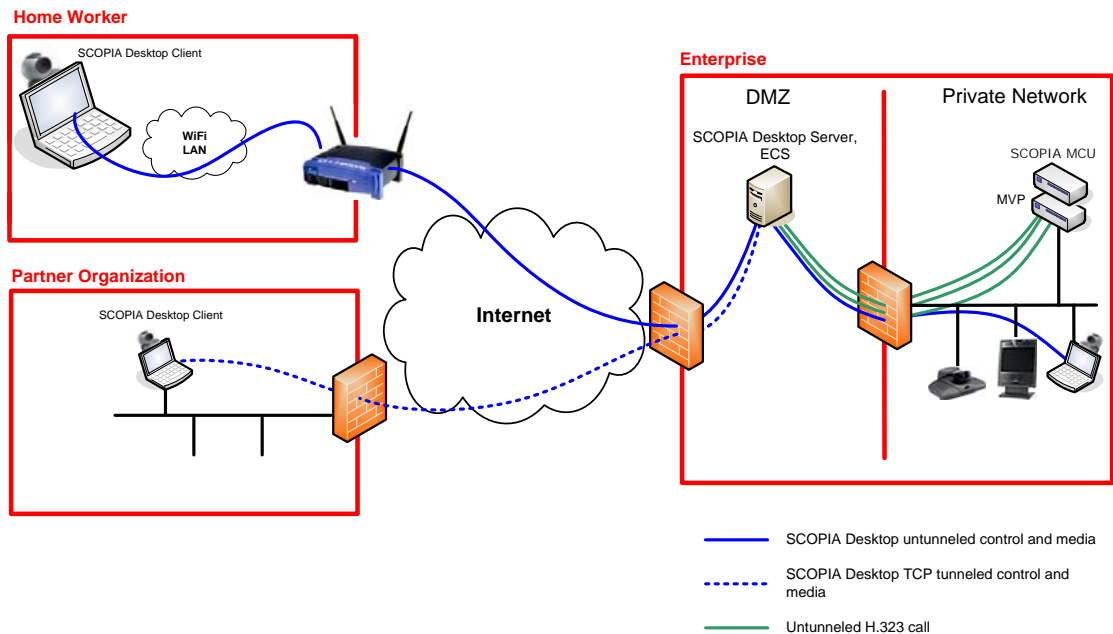 Home Worker
SCOPIA Desktop Client
WiFi
LAN
Enterprise
DMZ
Private Network
SCOPIA Desktop Server,
ECS
SCOPIA MCU
MVP
Partner Organization
SCOPIA Desktop Client
Internet
SCOPIA Desktop untunneled control and media
SCOPIA Desktop TCP tunneled control and
media
Untunneled H.323 call